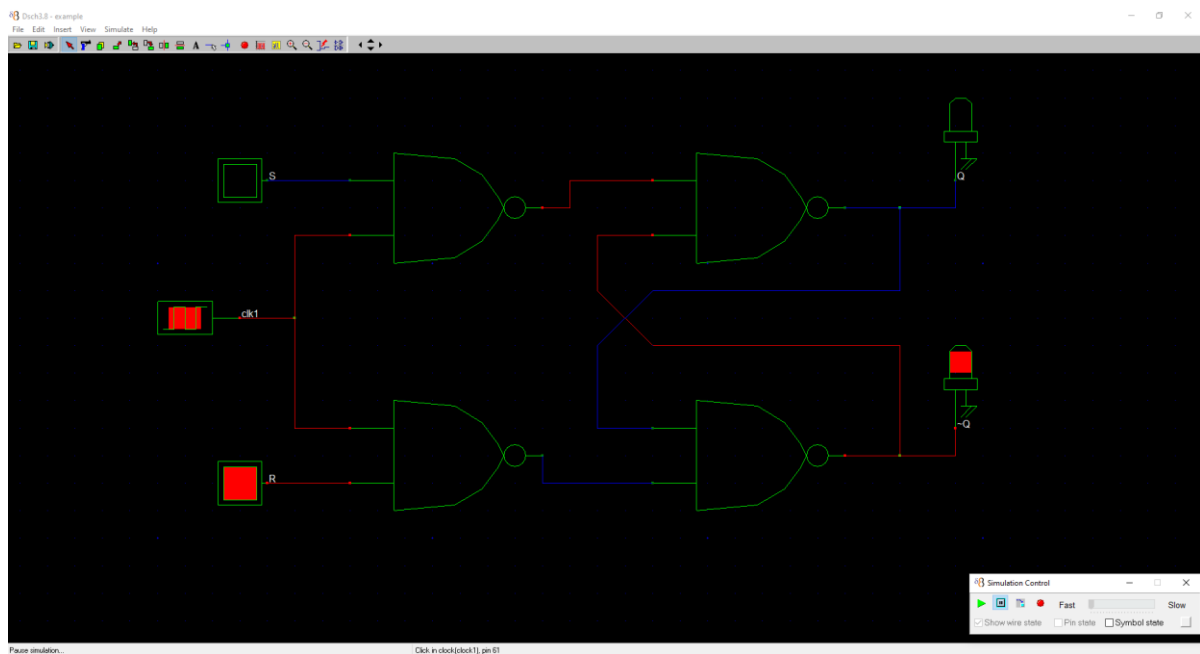 Dsch3.8 - example
File Edit Insert View Simulate Help
A
Q
S
clk1
~Q
R
Simulation Control
Fast Slow
Show wire state Pin state Symbol state
Pause simulation... Click in clock(clock1), pin 61